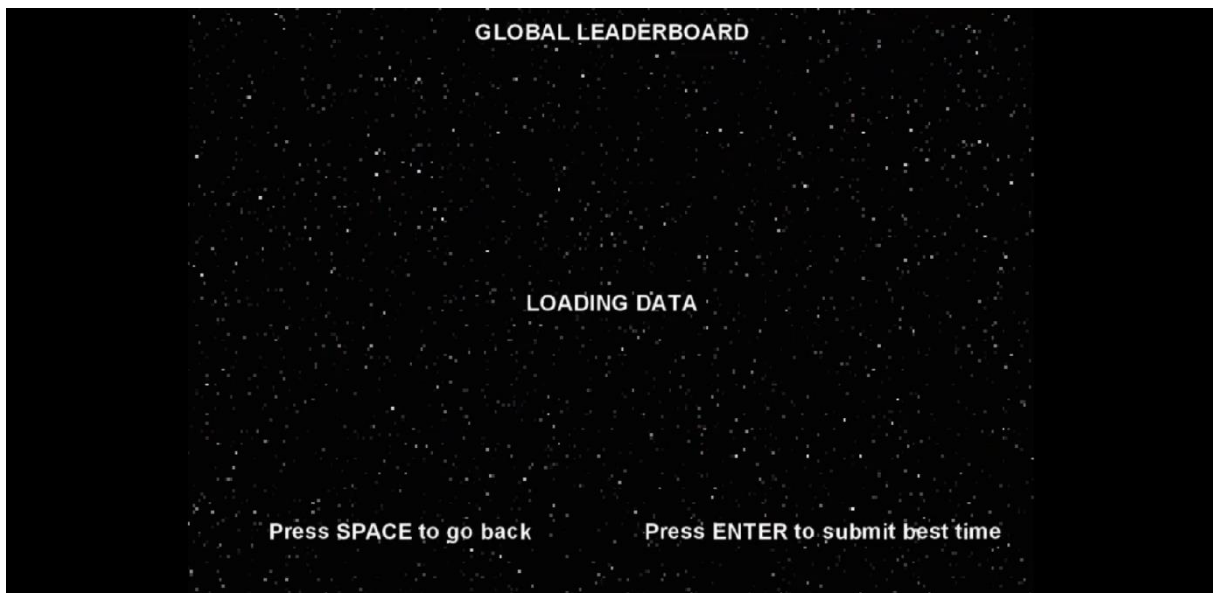 GLOBAL LEADERBOARD
LOADING DATA
Press SPACE to go back
Press ENTER to submit best time